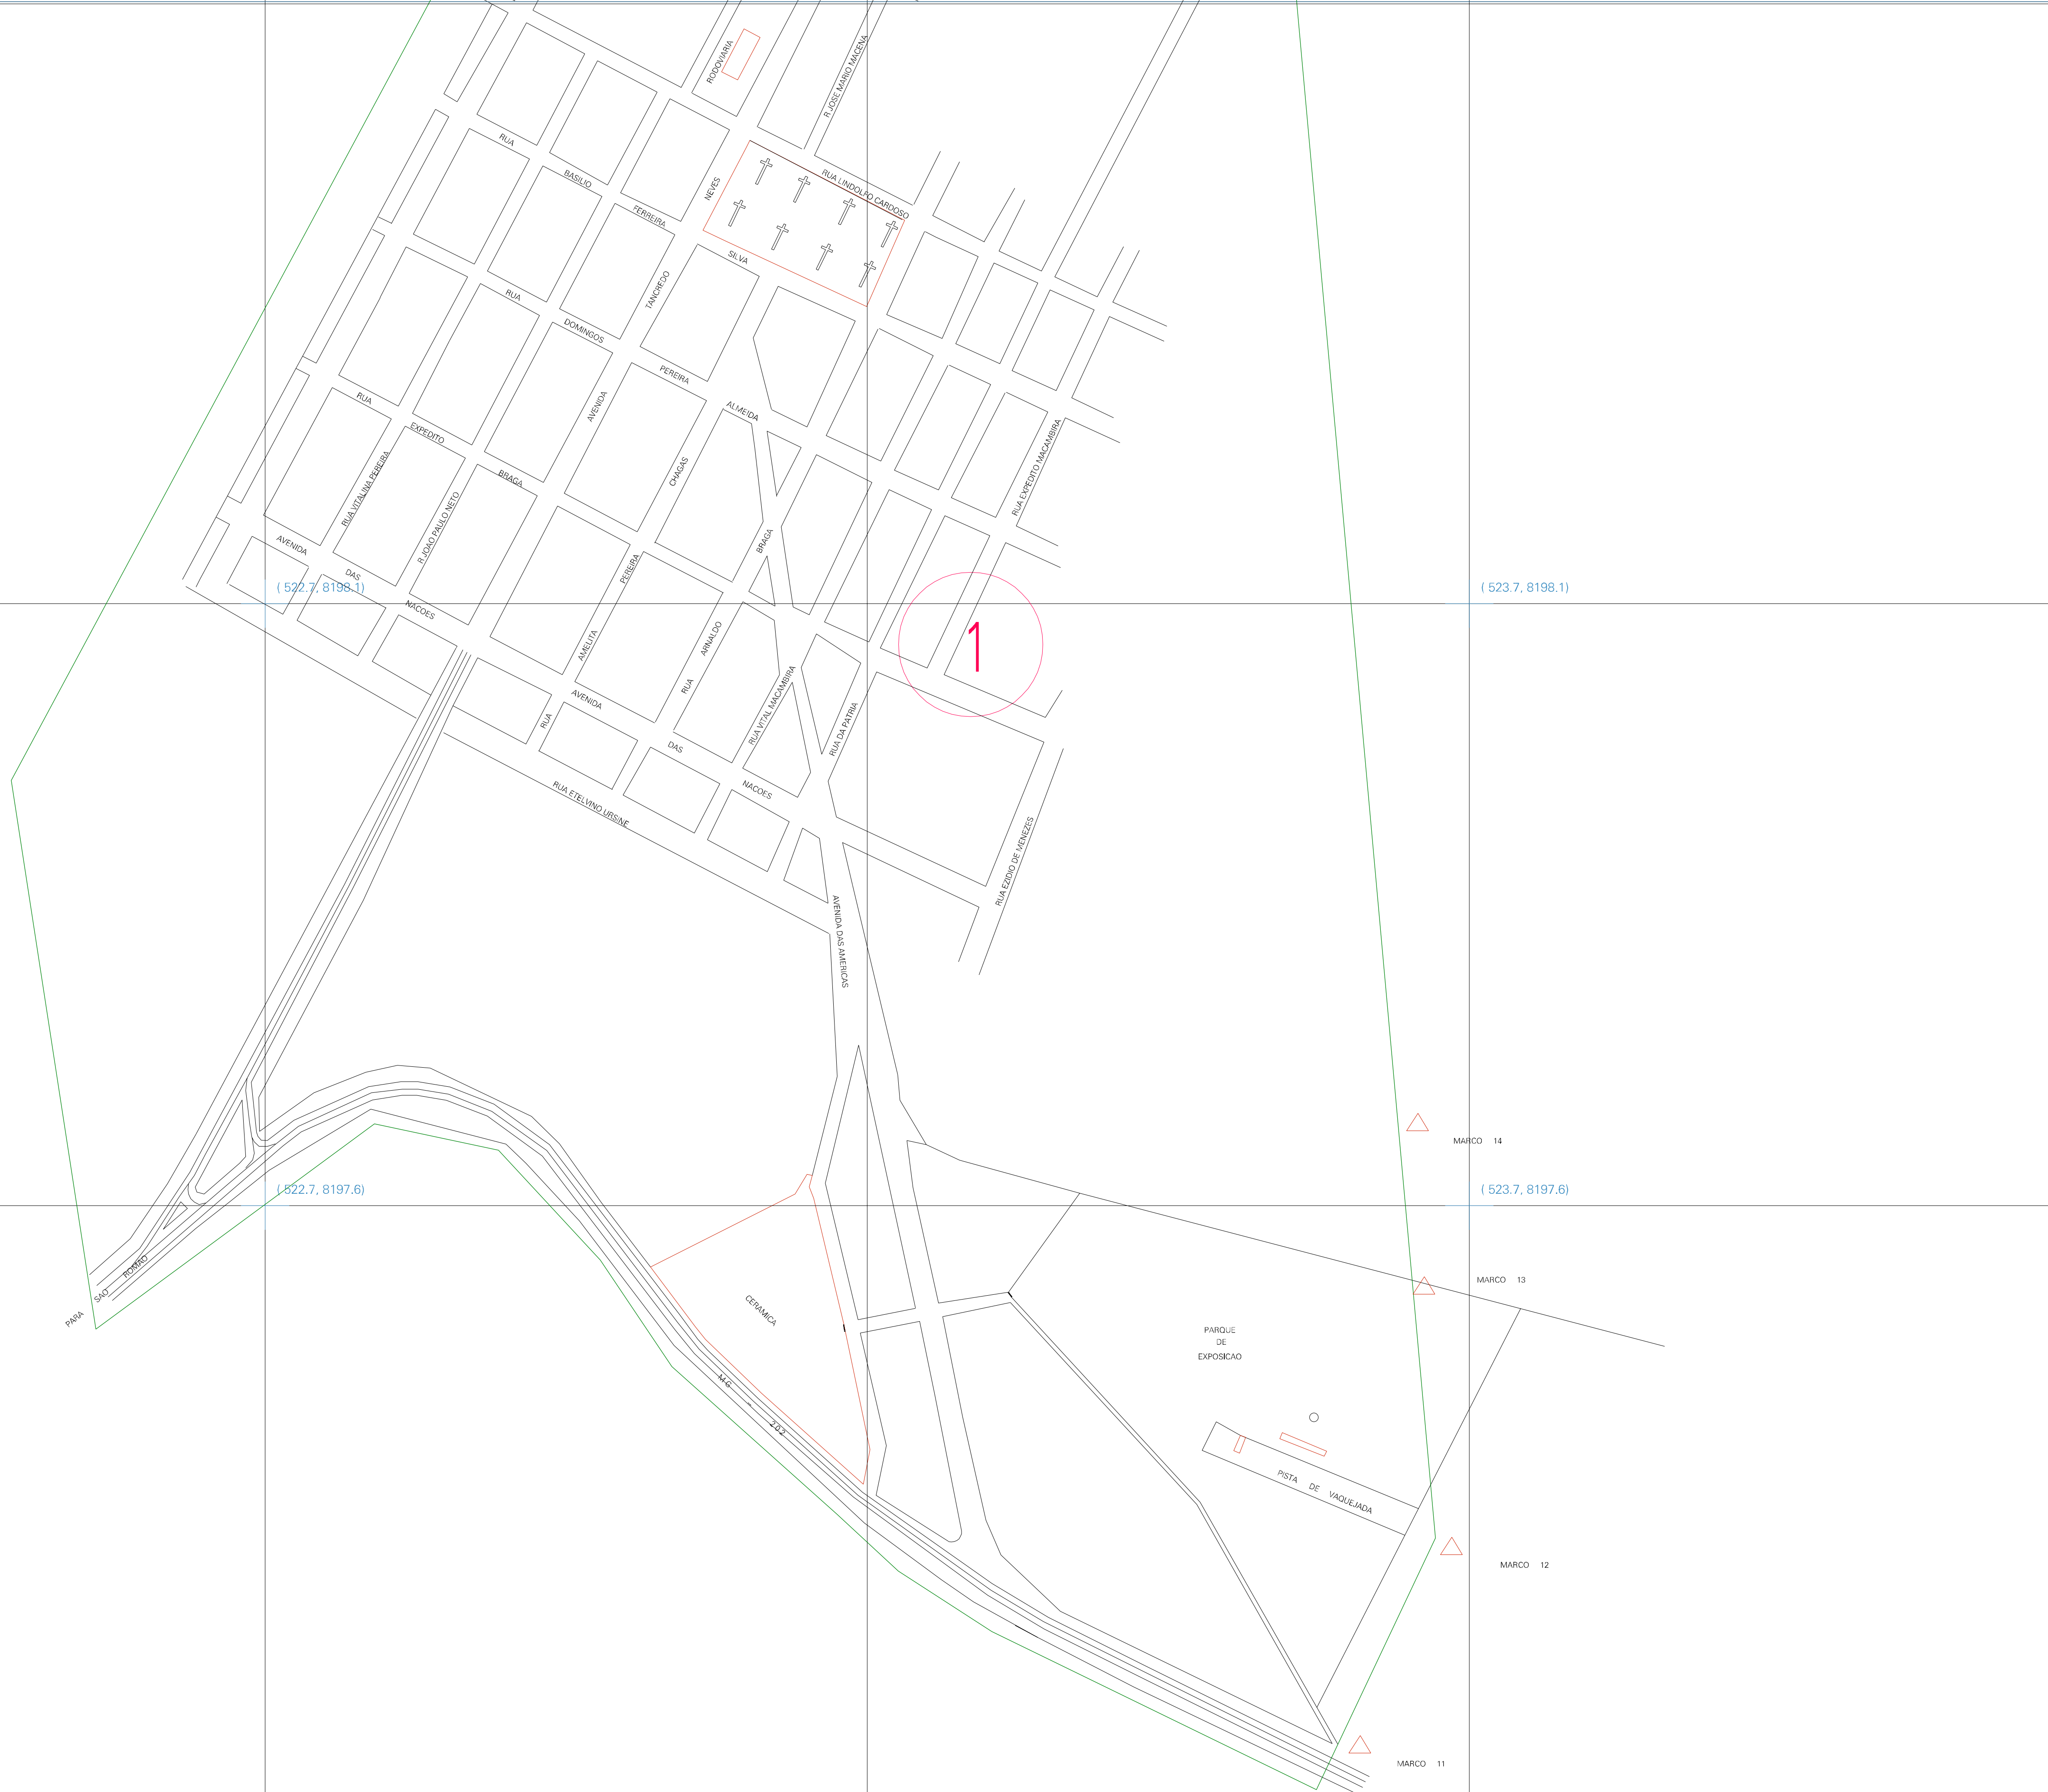 RODOVIARIA
R JOSE MARIO MACENA
RUA
BASILIO
FERREIRA
NEVES
SILVA
RUA LINDOLFO CARDOSO
TANCREDO
RUA
DOMINGOS
PEREIRA
ALMEIDA
AVENIDA
RUA
EXPEDITO
BRAGA
CHAGAS
RUA VITALINA PEREIRA
R JOAO PAULO NETO
RUA EXPEDITO MACAMBIRA
BRAGA
PEREIRA
AVENIDA
DAS
NACOES
( 522.7, 8198.1)
( 523.7, 8198.1)
1
AMELITA
ARNALDO
RUA
RUA
AVENIDA
DAS
NACOES
RUA VITAL MACAMBIRA
RUA DA PATRIA
RUA ETELVINO URSINE
RUA EZIDIO DE MENEZES
AVENIDA DAS AMERICAS
MARCO 14
( 522.7, 8197.6)
( 523.7, 8197.6)
PARA SAO ROMAO
CERAMICA
MARCO 13
PARQUE
DE
EXPOSICAO
MG - 202
PISTA DE VAQUEJADA
MARCO 12
MARCO 11